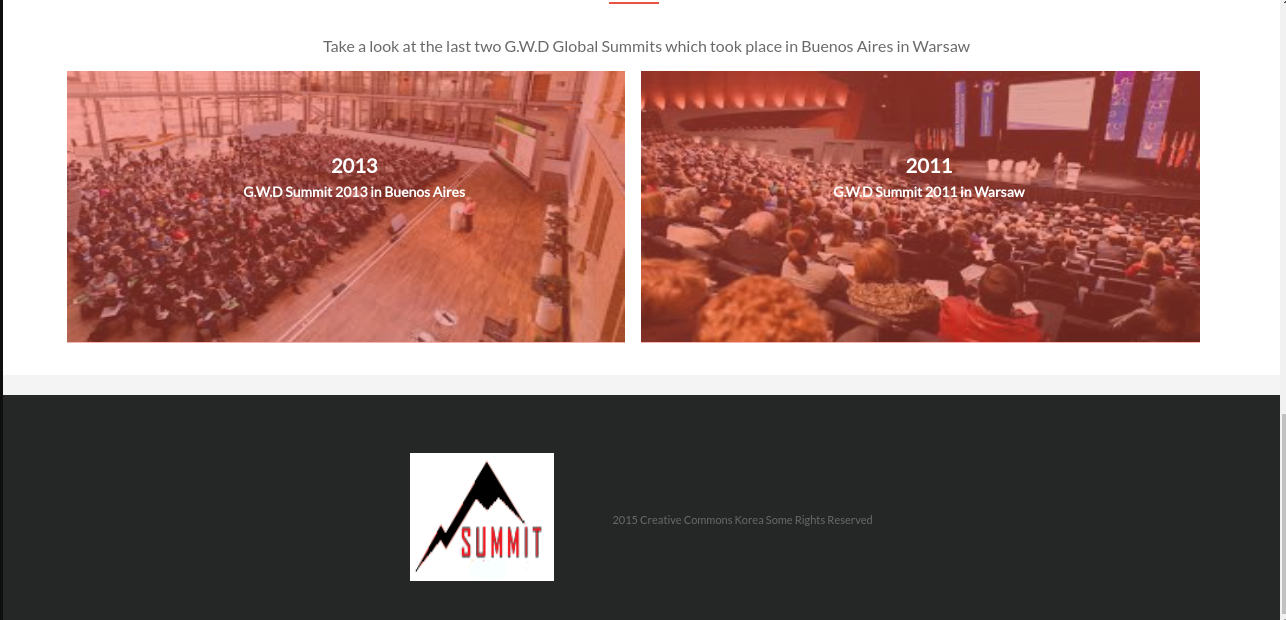 Take a look at the last two G.W.D Global Summits which took place in Buenos Aires in Warsaw
2013
G.W.D Summit 2013 in Buenos Aires
2011
G.W.D Summit 2011 in Warsaw
SUMMIT
2015 Creative Commons Korea Some Rights Reserved